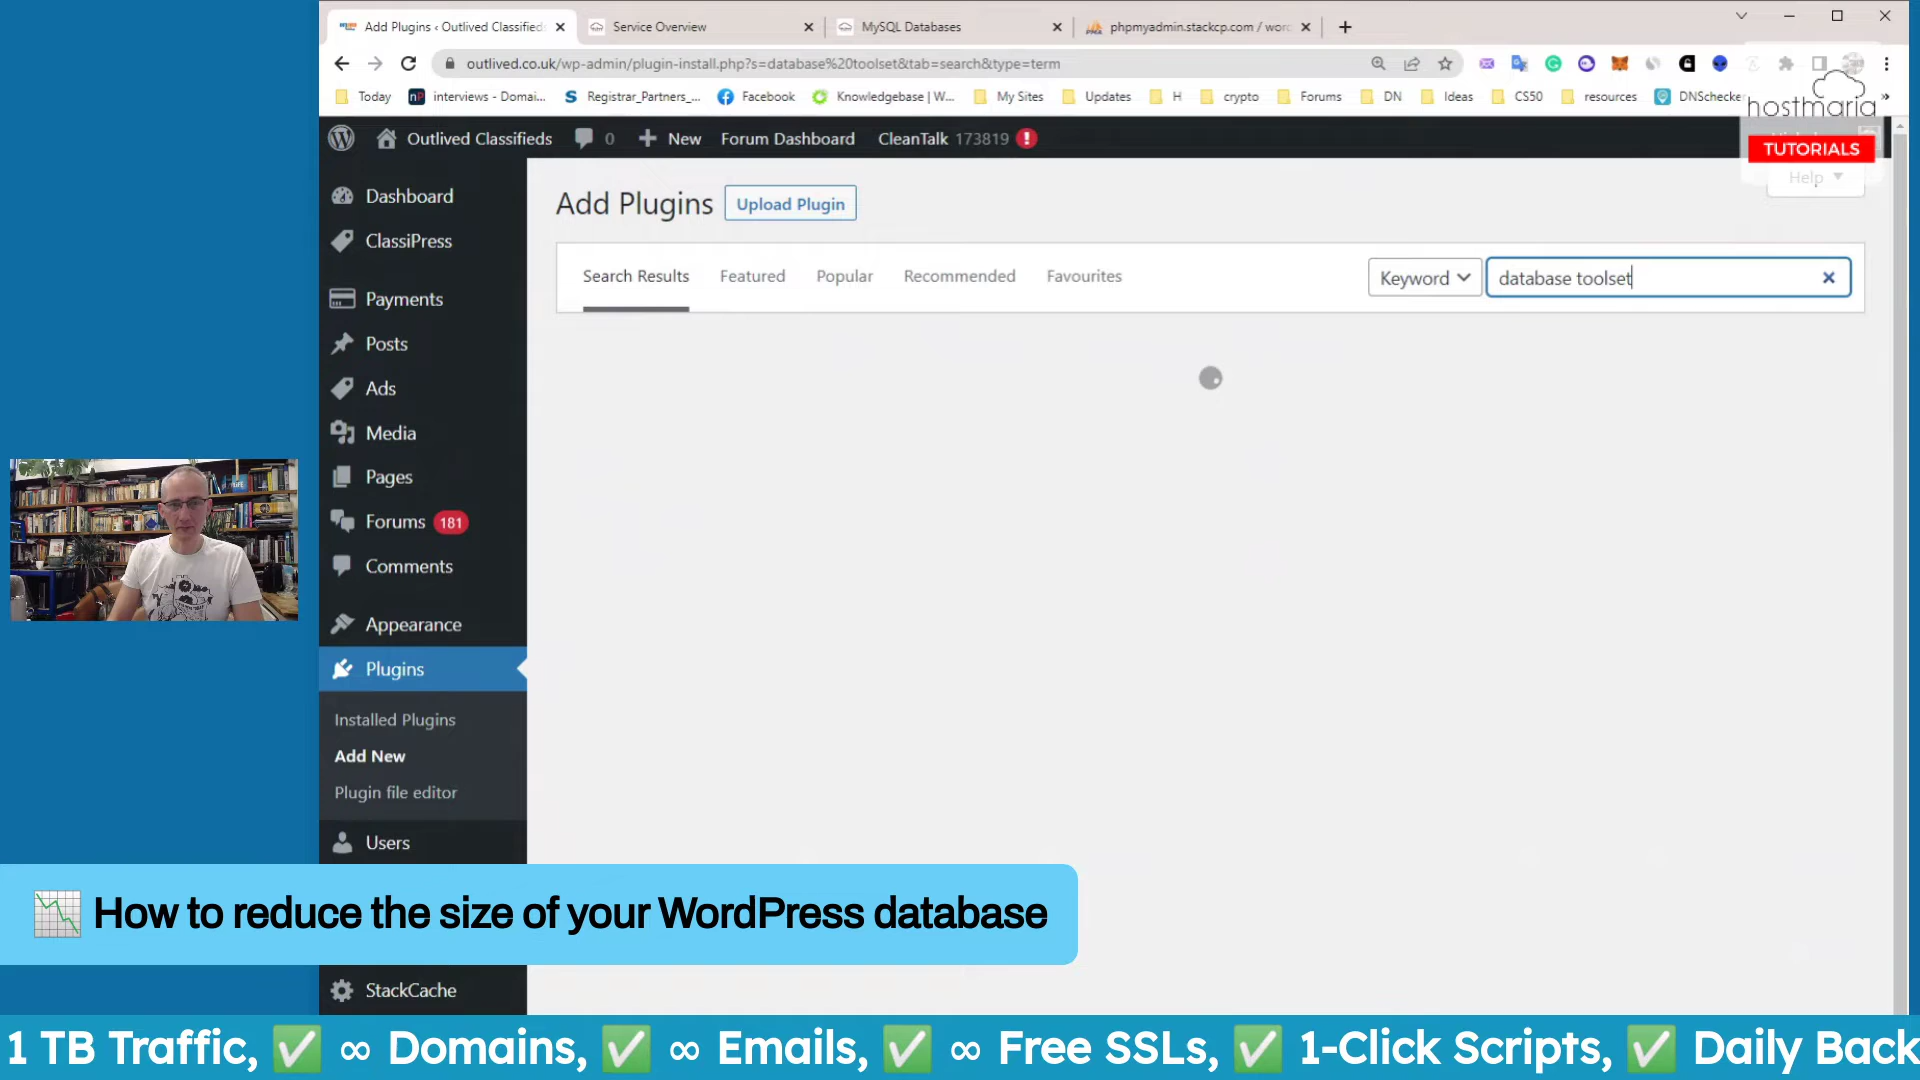 Add Plugins ‹ Outlived Classified
Service Overview
MySQL Databases
phpmyadmin.stackcp.com / worc
outlived.co.uk/wp-admin/plugin-install.php?s=database%20toolset&tab=search&type=term
Today
nP
interviews - Domai...
S
Registrar_Partners_...
Facebook
Knowledgebase | W...
My Sites
Updates
H
crypto
Forums
DN
Ideas
CS50
resources
DNSchecke
»
hostmaria
TUTORIALS
Outlived Classifieds
0
New
Forum Dashboard
CleanTalk 173819 !
Help
Dashboard
ClassiPress
Payments
Posts
Ads
Media
Pages
Forums 181
Comments
Appearance
Plugins
Installed Plugins
Add New
Plugin file editor
Users
StackCache
Add Plugins
Upload Plugin
Search Results
Featured
Popular
Recommended
Favourites
Keyword
database toolset
How to reduce the size of your WordPress database
1 TB Traffic, ✅ ∞ Domains, ✅ ∞ Emails, ✅ ∞ Free SSLs, ✅ 1-Click Scripts, ✅ Daily Back